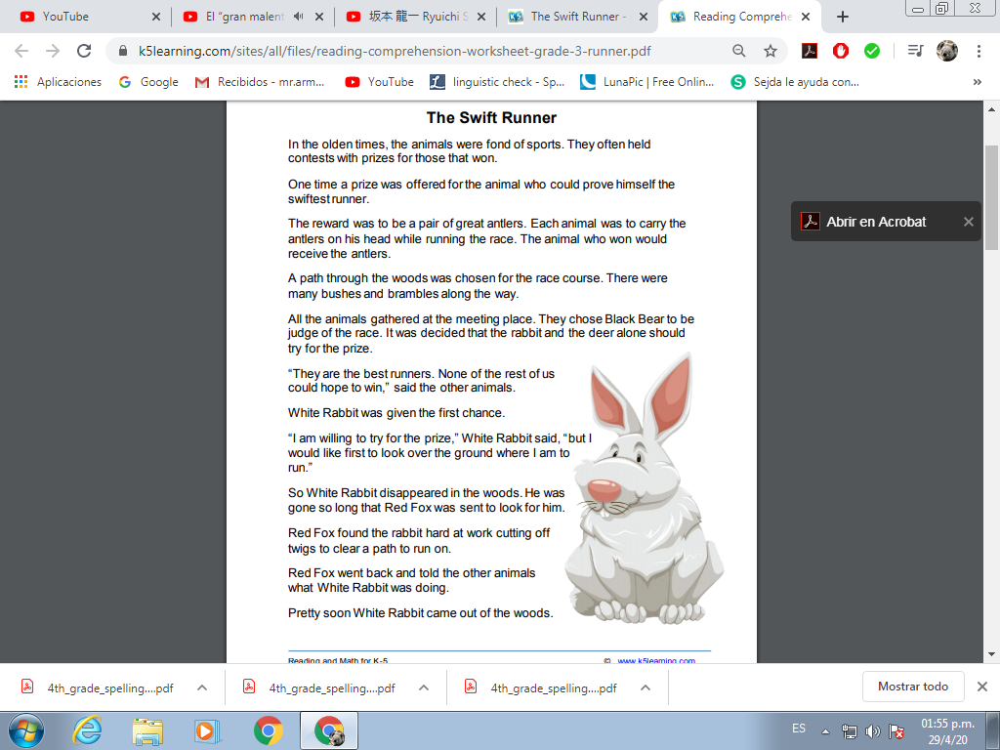 YouTube
El "gran malent
坂本 龍一 Ryuichi S
The Swift Runner -
Reading Comprehe
k5learning.com/sites/all/files/reading-comprehension-worksheet-grade-3-runner.pdf
Aplicaciones
Google
Recibidos - mr.arm...
YouTube
linguistic check - Sp...
LunaPic | Free Onlin...
Sejda le ayuda con...
»
The Swift Runner
In the olden times, the animals were fond of sports. They often held
contests with prizes for those that won.
One time a prize was offered for the animal who could prove himself the
swiftest runner.
The reward was to be a pair of great antlers. Each animal was to carry the
antlers on his head while running the race. The animal who won would
receive the antlers.
A path through the woods was chosen for the race course. There were
many bushes and brambles along the way.
All the animals gathered at the meeting place. They chose Black Bear to be
judge of the race. It was decided that the rabbit and the deer alone should
try for the prize.
“They are the best runners. None of the rest of us
could hope to win,” said the other animals.
White Rabbit was given the first chance.
“I am willing to try for the prize,” White Rabbit said, “but I
would like first to look over the ground where I am to
run.”
So White Rabbit disappeared in the woods. He was
gone so long that Red Fox was sent to look for him.
Red Fox found the rabbit hard at work cutting off
twigs to clear a path to run on.
Red Fox went back and told the other animals
what White Rabbit was doing.
Pretty soon White Rabbit came out of the woods.
Reading and Math for K-5
© www.k5learning.com
Abrir en Acrobat
4th_grade_spelling....pdf
4th_grade_spelling....pdf
4th_grade_spelling....pdf
Mostrar todo
ES
01:55 p.m.
29/4/20